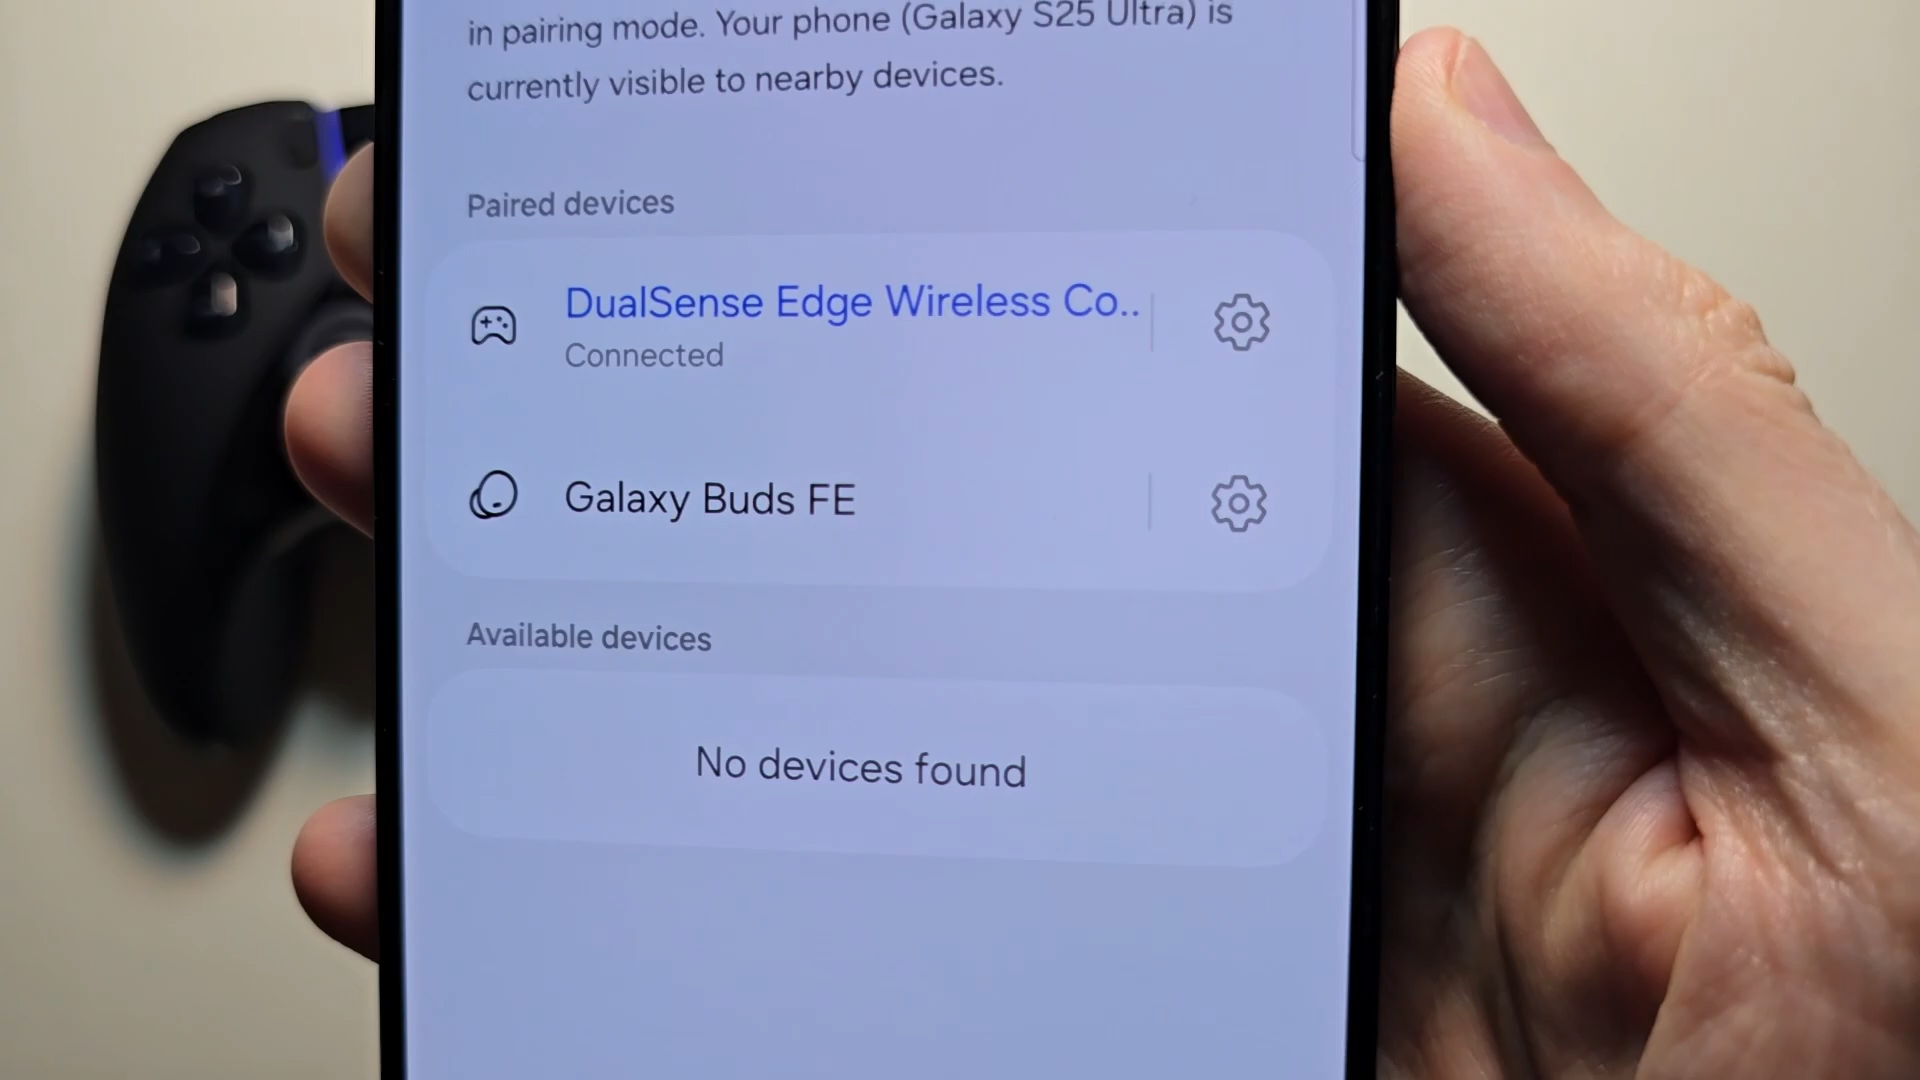 in pairing mode. Your phone (Galaxy S25 Ultra) is
currently visible to nearby devices.
Paired devices
DualSense Edge Wireless Co..
Connected
Galaxy Buds FE
Available devices
No devices found